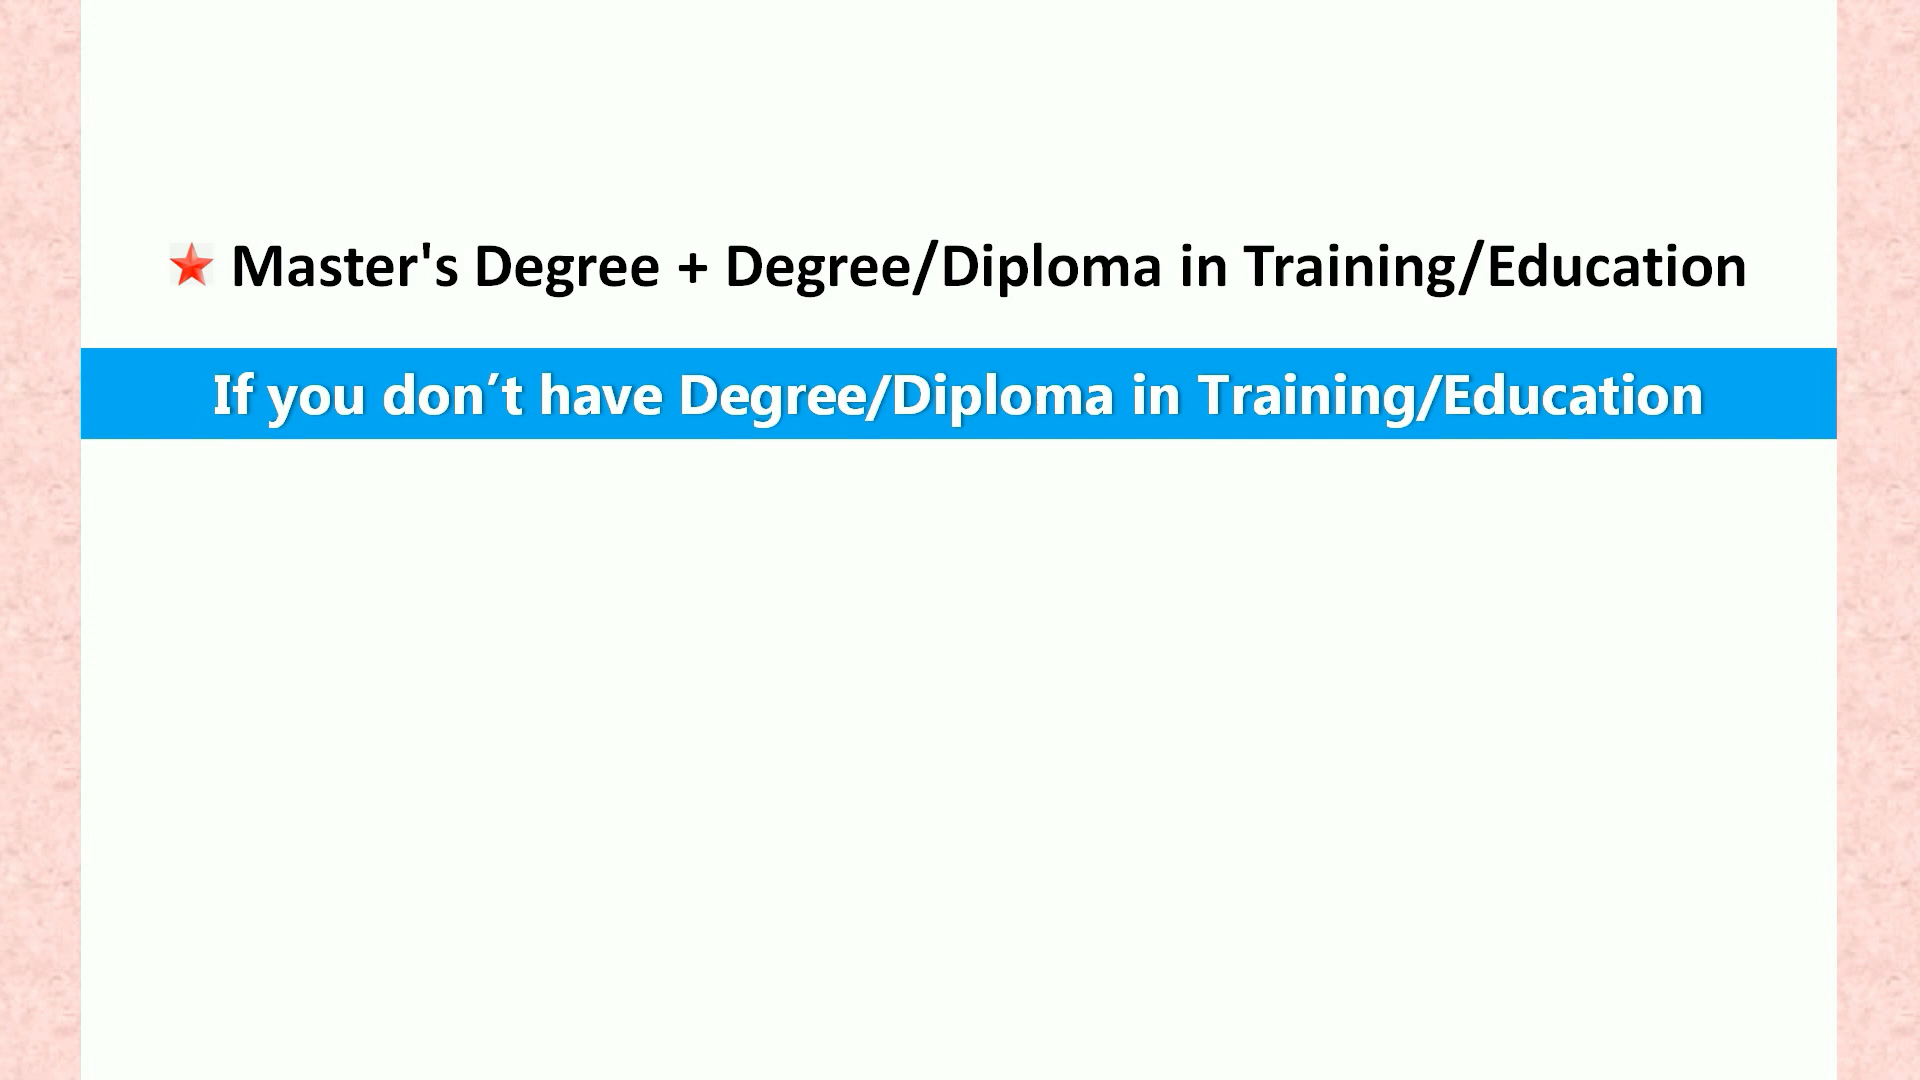 Master's Degree + Degree/Diploma in Training/Education
If you don’t have Degree/Diploma in Training/Education